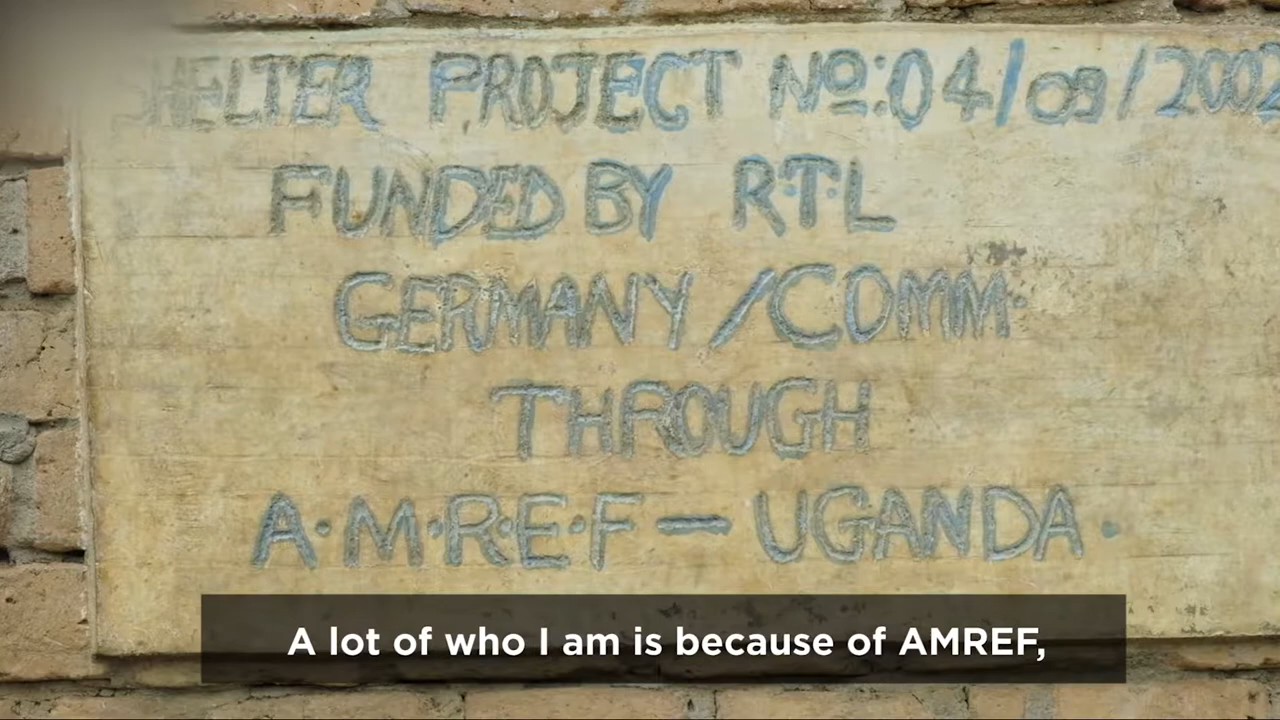 SHELTER PROJECT No:04/09/2002
FUNDED BY R.T.L
GERMANY/COMM.
THROUGH
A.M.R.E.F - UGANDA.
A lot of who I am is because of AMREF,